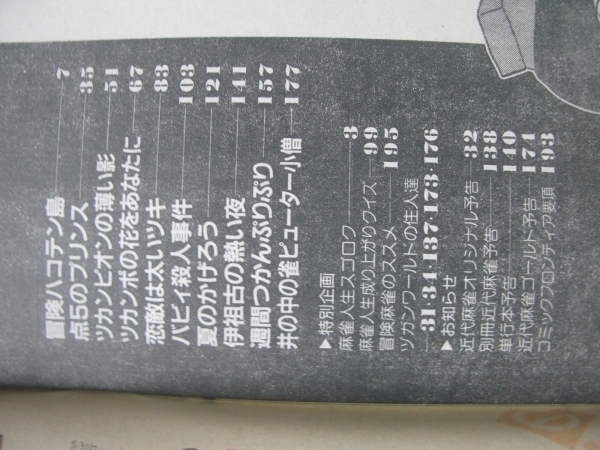 冒険ハコテン島 7
点5のプリンス 35
ツカンピオンの薄い影 51
ツカンポの花をあなたに 67
恋敵は太いツキ 83
バビィ殺人事件 103
夏のかげろう 121
伊祖古の熱い夜 141
週間つかんぷりぷり 157
井の中の雀ピューター小僧 177
▶特別企画
麻雀人生スゴロク 3
麻雀人生成り上がりクイズ 99
冒険麻雀のススメ 195
ツガンワールドの住人達
31·34·137·173·176
▶お知らせ
近代麻雀オリジナル予告 32
別冊近代麻雀予告 138
単行本予告 140
近代麻雀ゴールド予告 174
コミックフロンティア要項 193